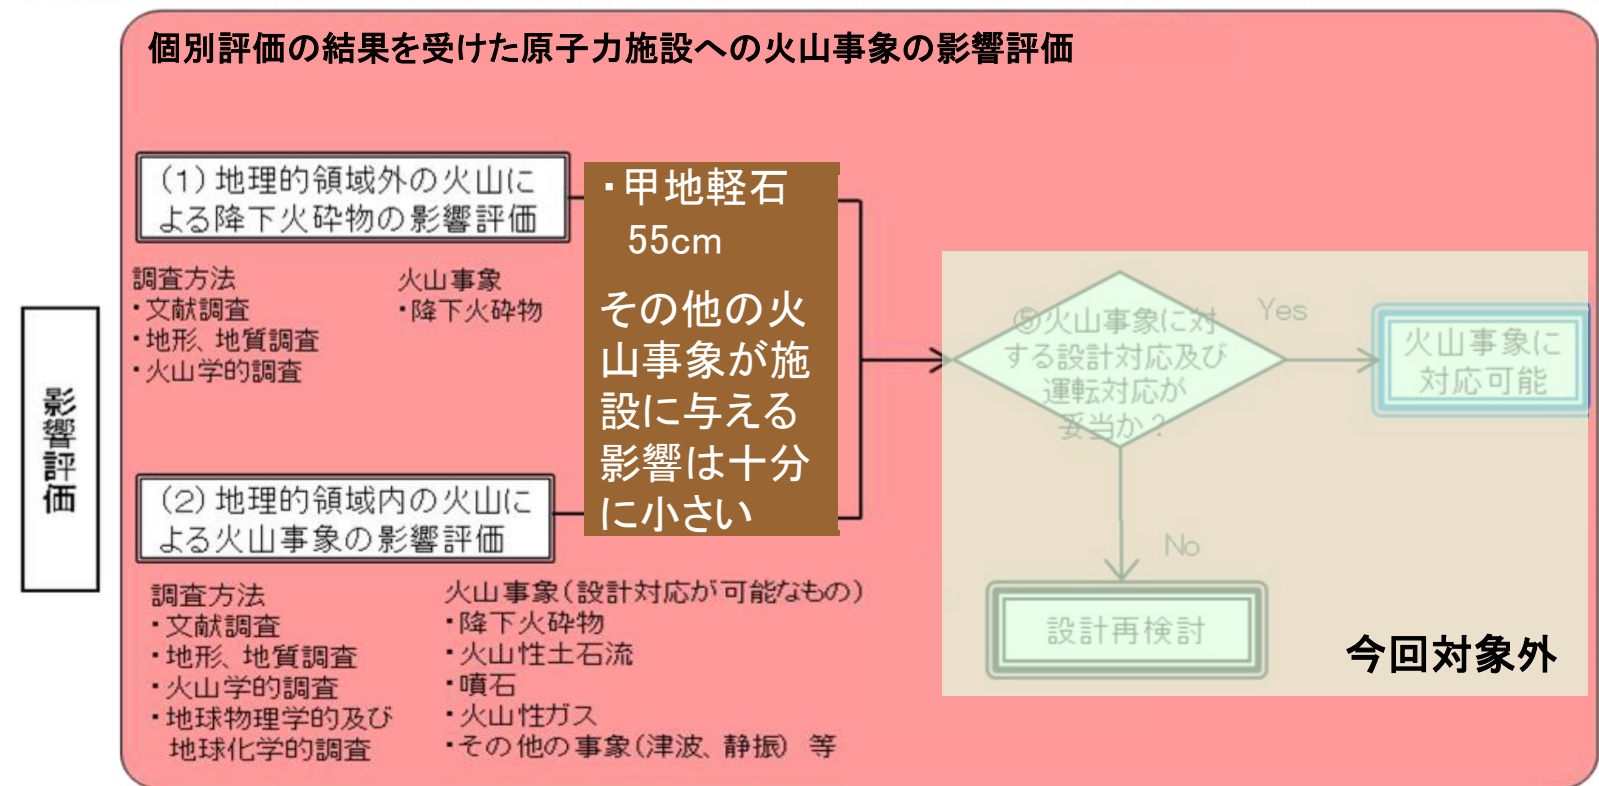 個別評価の結果を受けた原子力施設への火山事象の影響評価
影響評価
(1)地理的領域外の火山に
よる降下火砕物の影響評価
調査方法
・文献調査
・地形、地質調査
・火山学的調査
火山事象
・降下火砕物
(2)地理的領域内の火山に
よる火山事象の影響評価
調査方法
・文献調査
・地形、地質調査
・火山学的調査
・地球物理学的及び
地球化学的調査
火山事象(設計対応が可能なもの)
・降下火砕物
・火山性土石流
・噴石
・火山性ガス
・その他の事象(津波、静振) 等
・甲地軽石
55cm
その他の火
山事象が施
設に与える
影響は十分
に小さい
⑤火山事象に対
する設計対応及び
運転対応が
妥当か?
Yes
火山事象に
対応可能
No
設計再検討
今回対象外